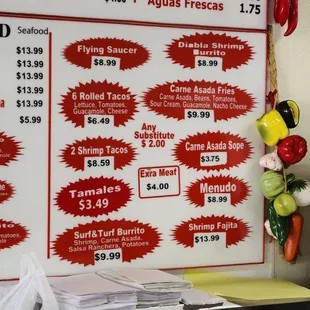 Aguas Frescas
1.75
D Seafood
$13.99
$13.99
$13.99
$13.99
$13.99
$5.99
Flying Saucer
$8.99
Diabla Shrimp
Burrito
$8.99
6 Rolled Tacos
Lettuce, Tomatoes,
Guacamole, Cheese
$6.49
Carne Asada Fries
Carne Asada, Beans, Tomatoes,
Sour Cream, Guacamole, Nacho Cheese
$9.99
Any
Substitute
$ 2.00
2 Shrimp Tacos
$8.59
Carne Asada Sope
$3.75
Exra Meat
$4.00
Tamales
$3.49
Menudo
$8.99
Surf&Turf Burrito
Shrimp, Carne Asada,
Salsa Ranchera, Potatoes
$9.99
Shrimp Fajita
$13.99